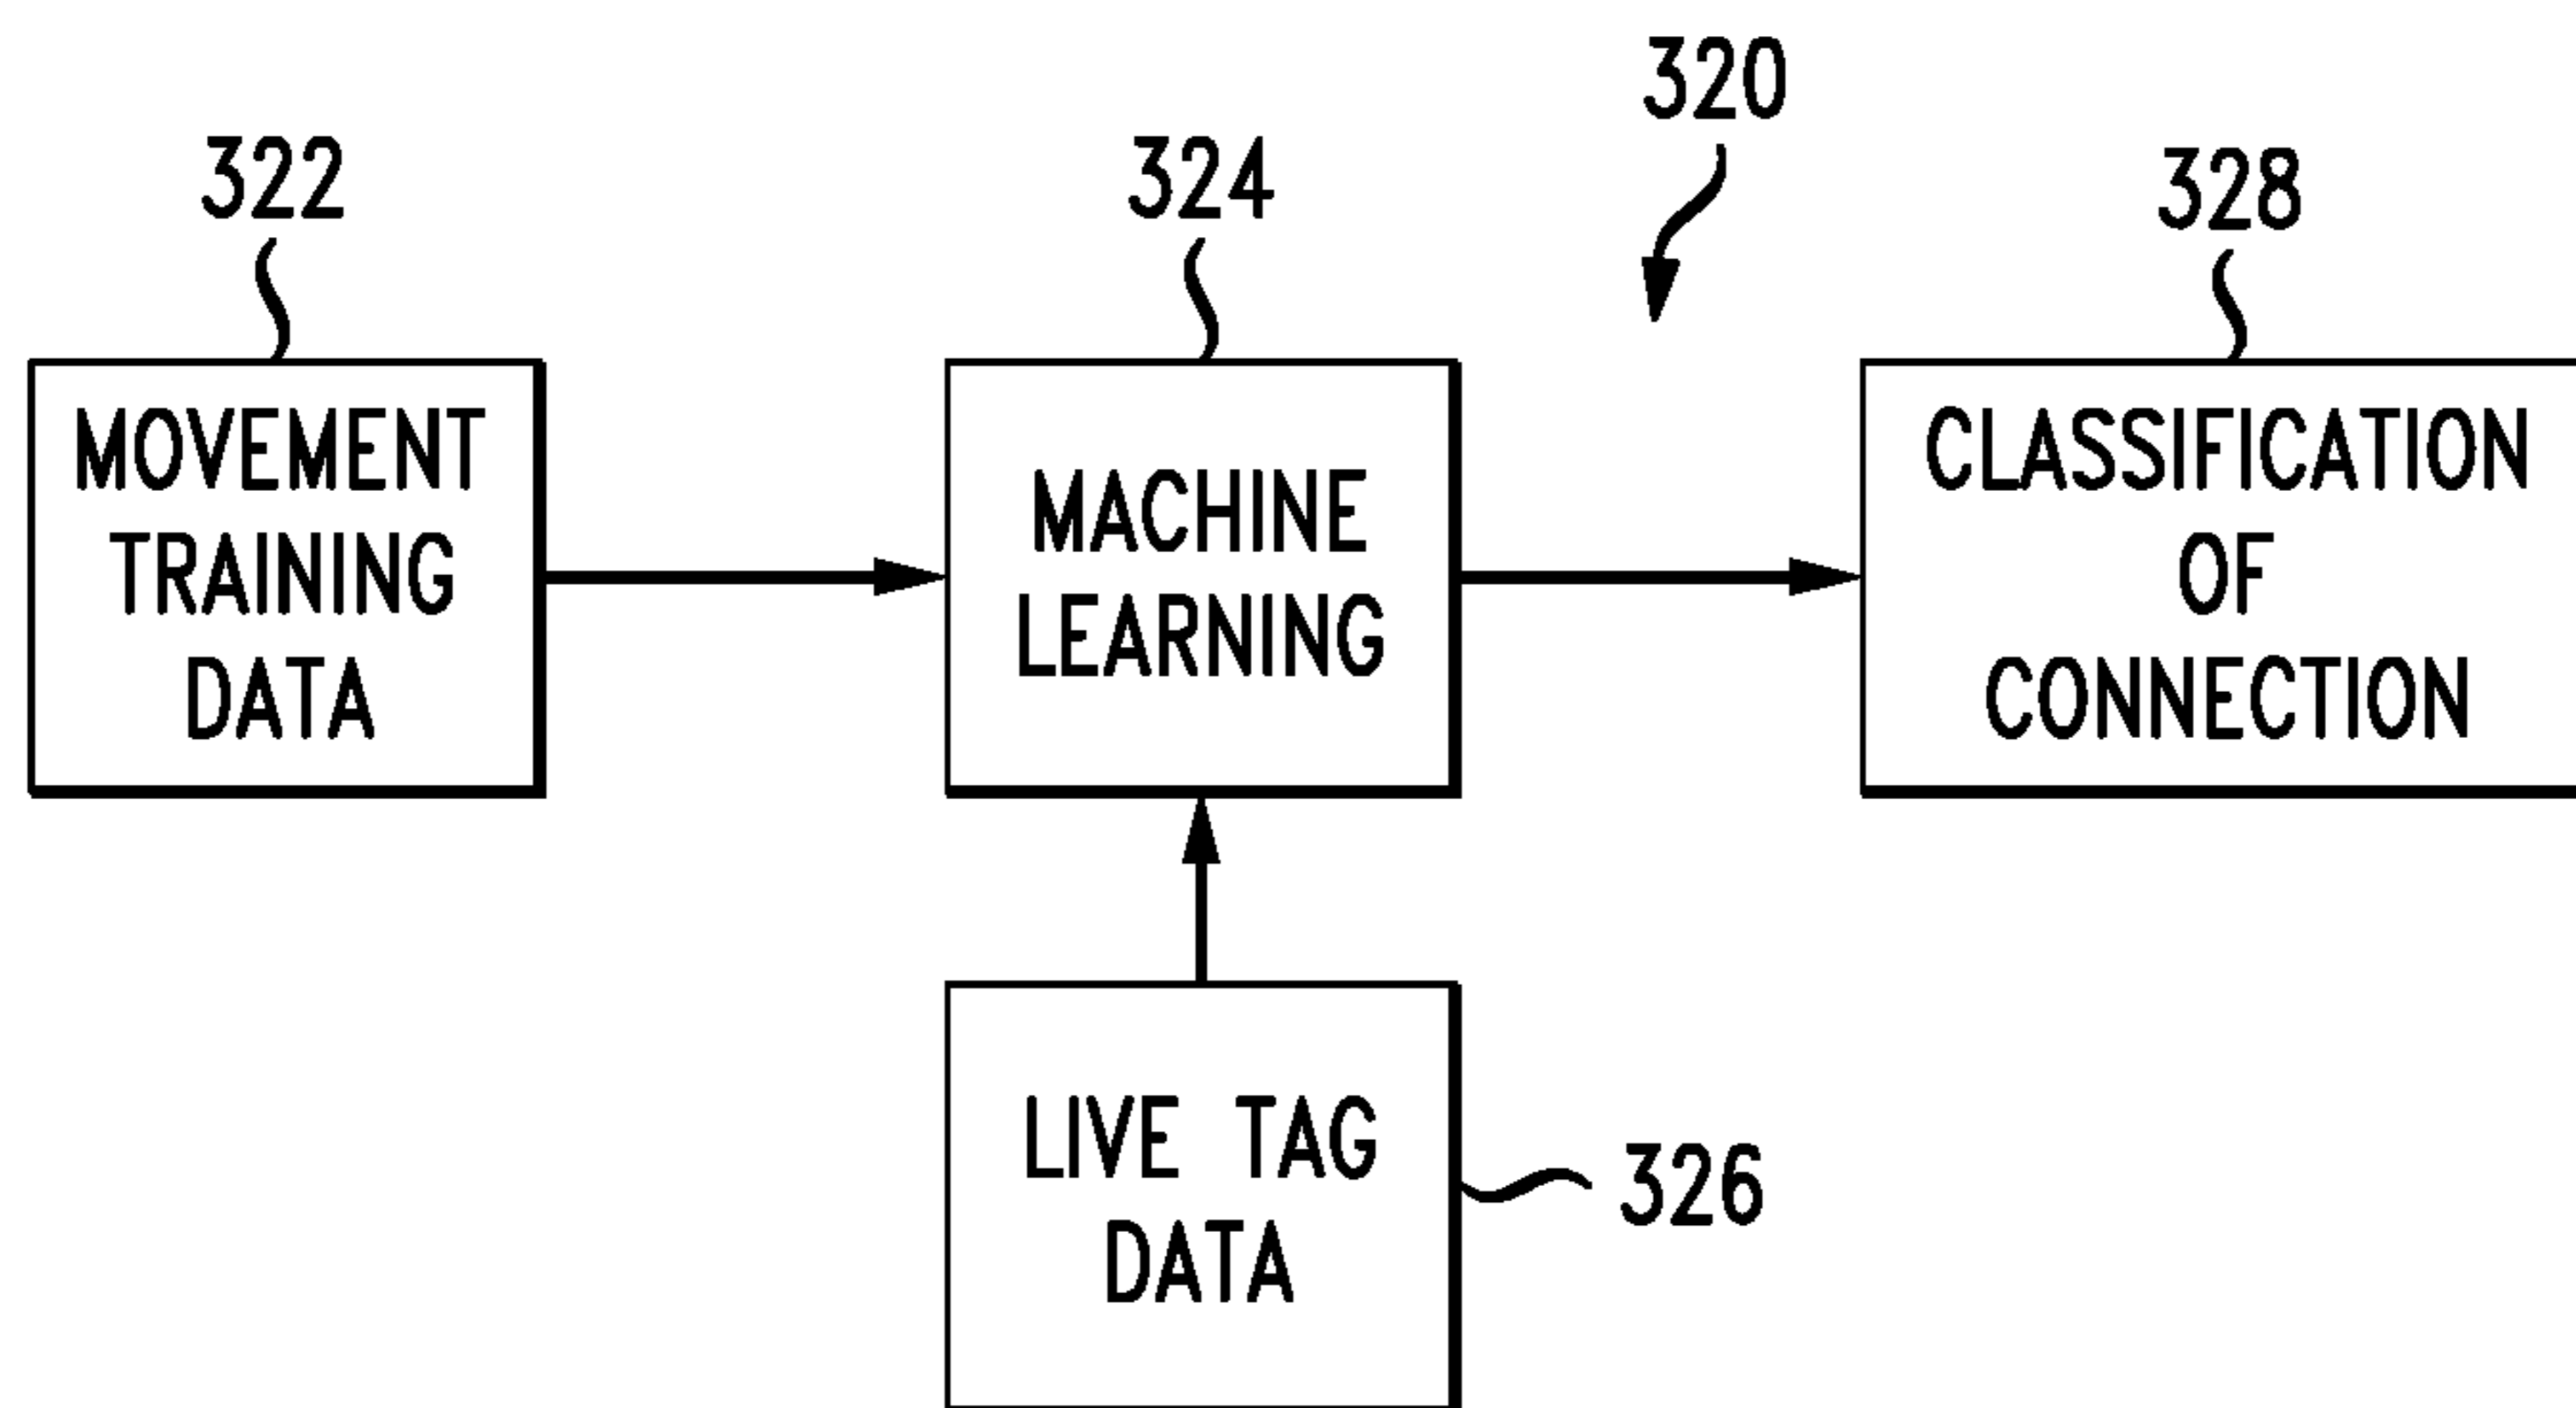 320
322
324
328
MOVEMENT
TRAINING
DATA
MACHINE
LEARNING
CLASSIFICATION
OF
CONNECTION
LIVE TAG
DATA
326